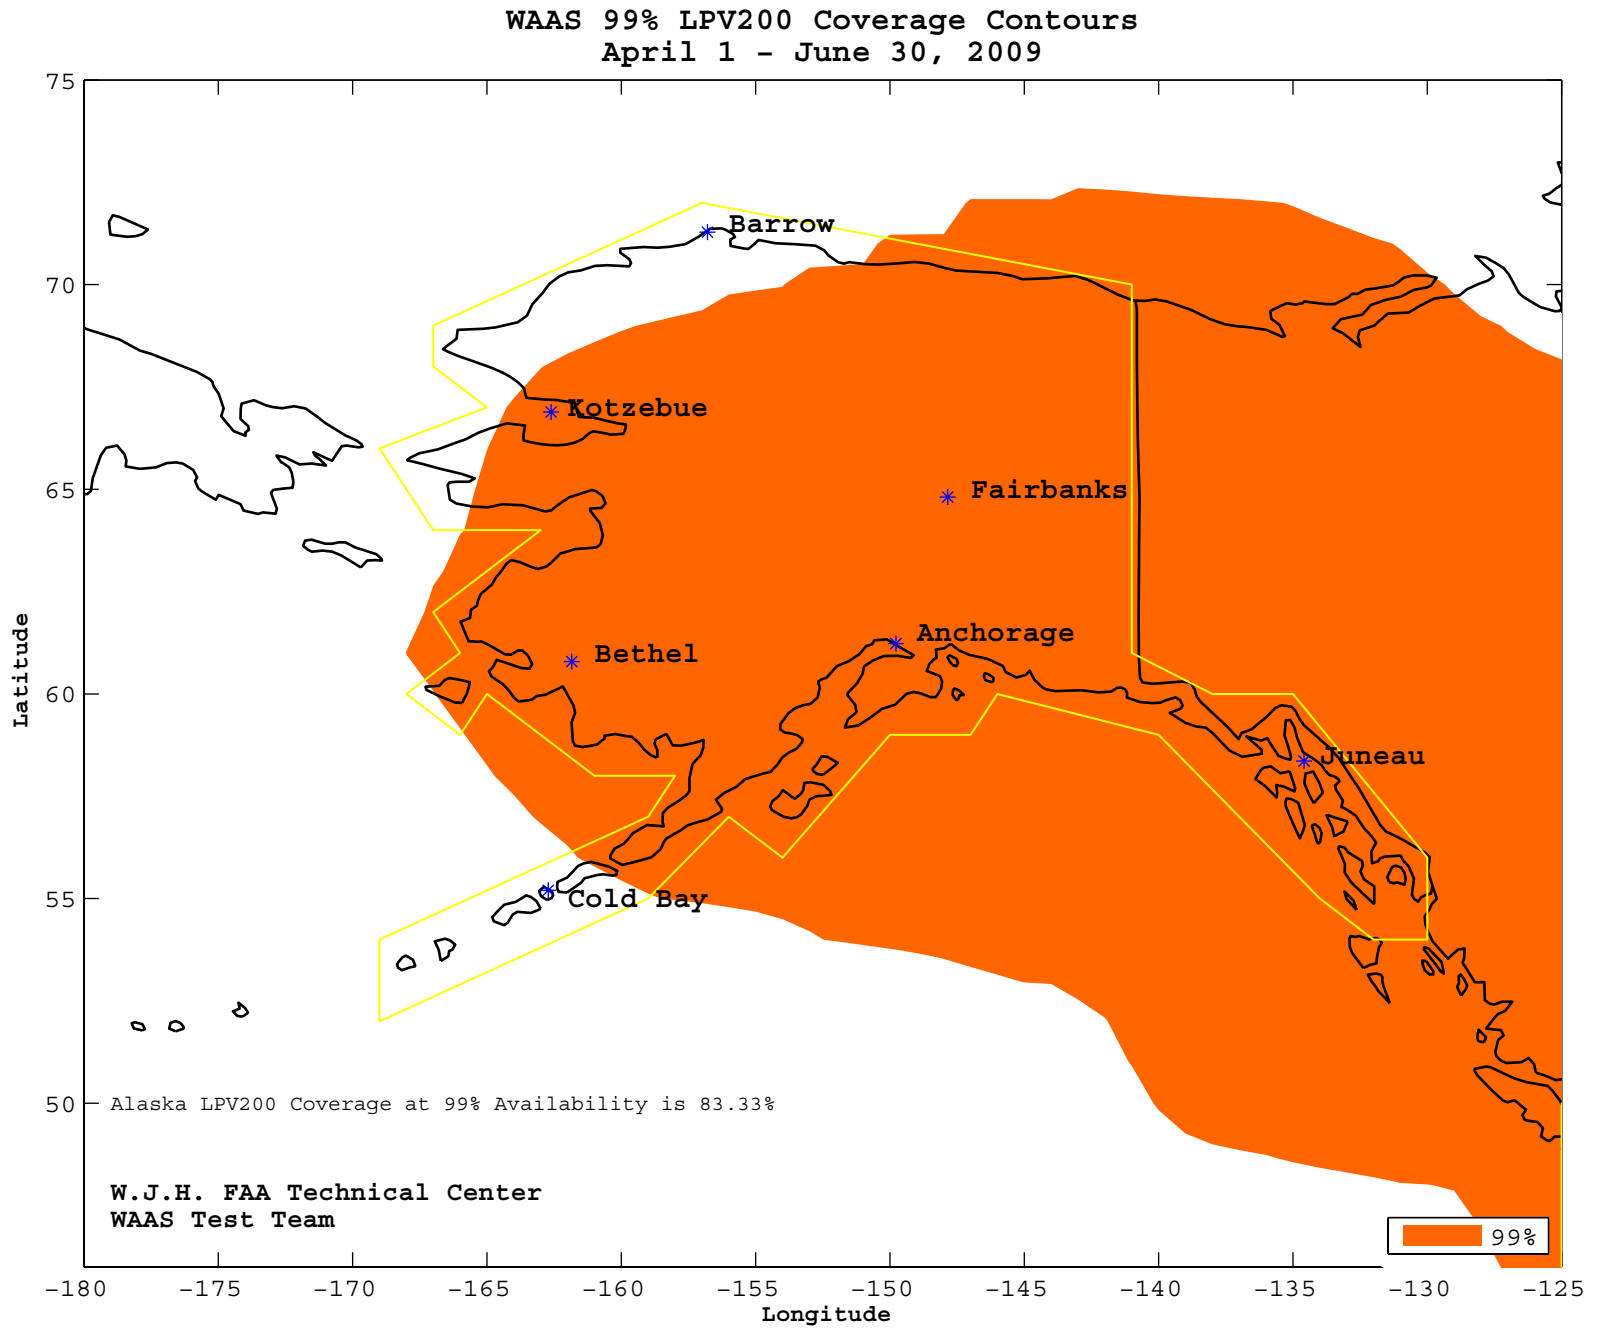 WAAS 99% LPV200 Coverage Contours
April 1 - June 30, 2009
75
70
65
60
55
50
Latitude
Barrow
Kotzebue
Fairbanks
Anchorage
Bethel
Juneau
Cold Bay
Alaska LPV200 Coverage at 99% Availability is 83.33%
W.J.H. FAA Technical Center
WAAS Test Team
99%
-180 -175 -170 -165 -160 -155 -150 -145 -140 -135 -130 -125
Longitude